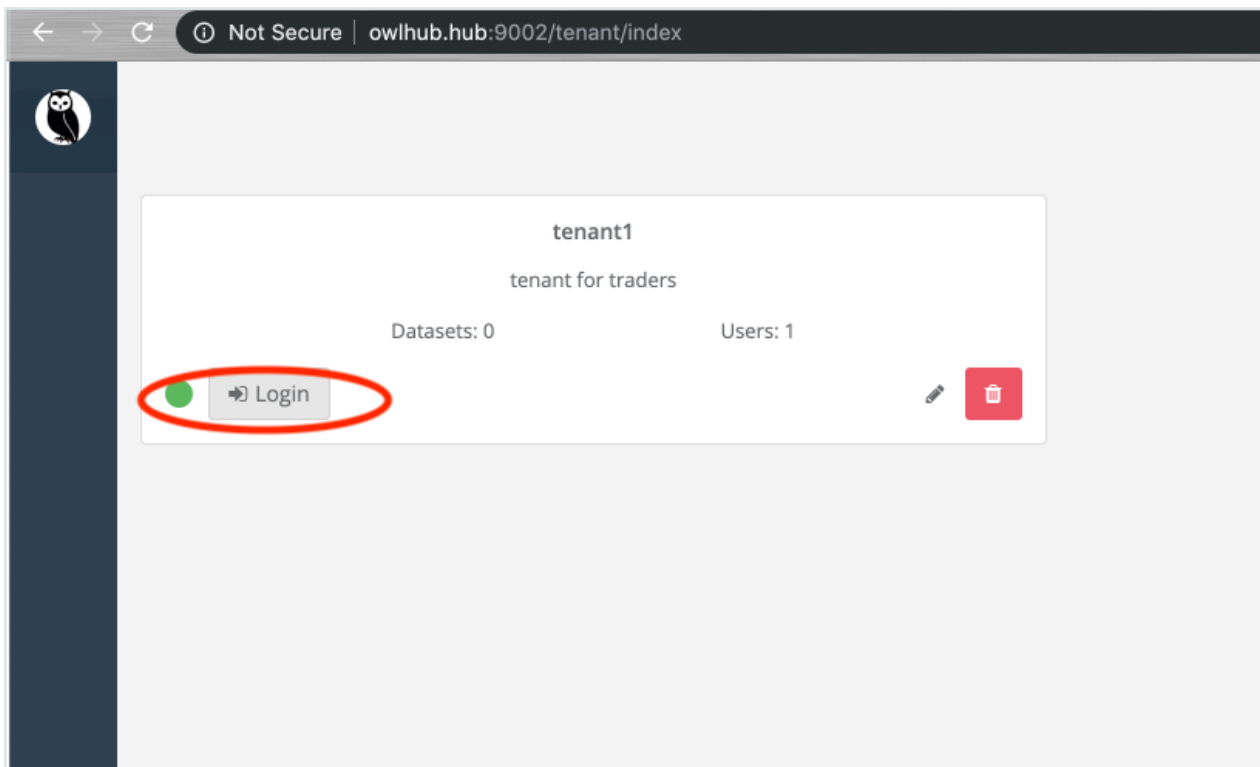 Not Secure | owlhub.hub:9002/tenant/index
tenant1
tenant for traders
Datasets: 0 Users: 1
Login